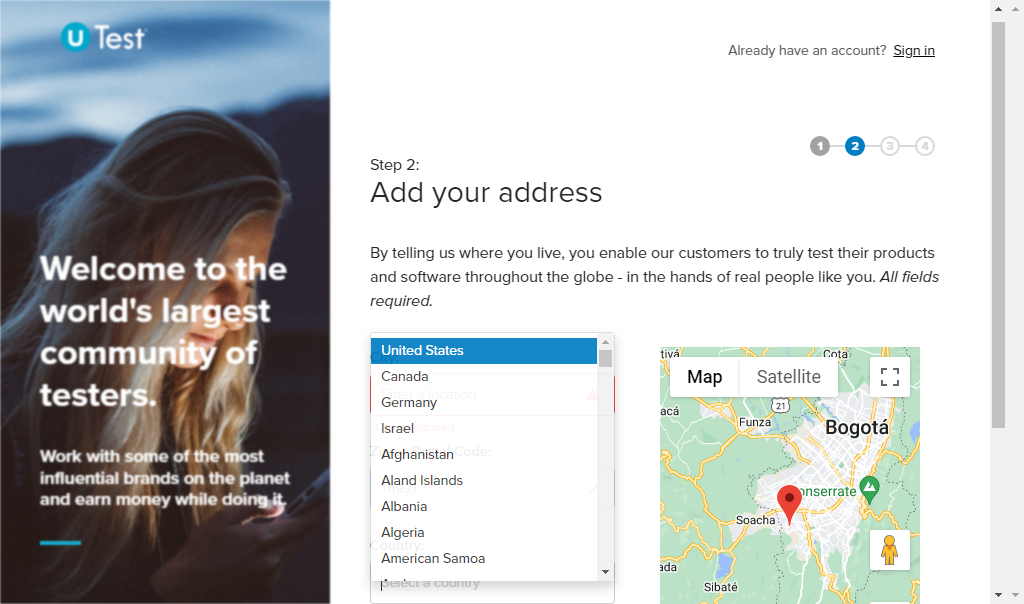 U Test
Already have an account? Sign in
1 2 3 4
Step 2:
Add your address
By telling us where you live, you enable our customers to truly test their products
and software throughout the globe - in the hands of real people like you. All fields
required.
Welcome to the
world's largest
community of
testers.
Work with some of the most
influential brands on the planet
and earn money while doing it.
United States
Canada
Germany
Israel
Afghanistan
Aland Islands
Albania
Algeria
American Samoa
Select a country
Map Satellite
Cota
21
Funza
Bogotá
Soacha
Sibaté